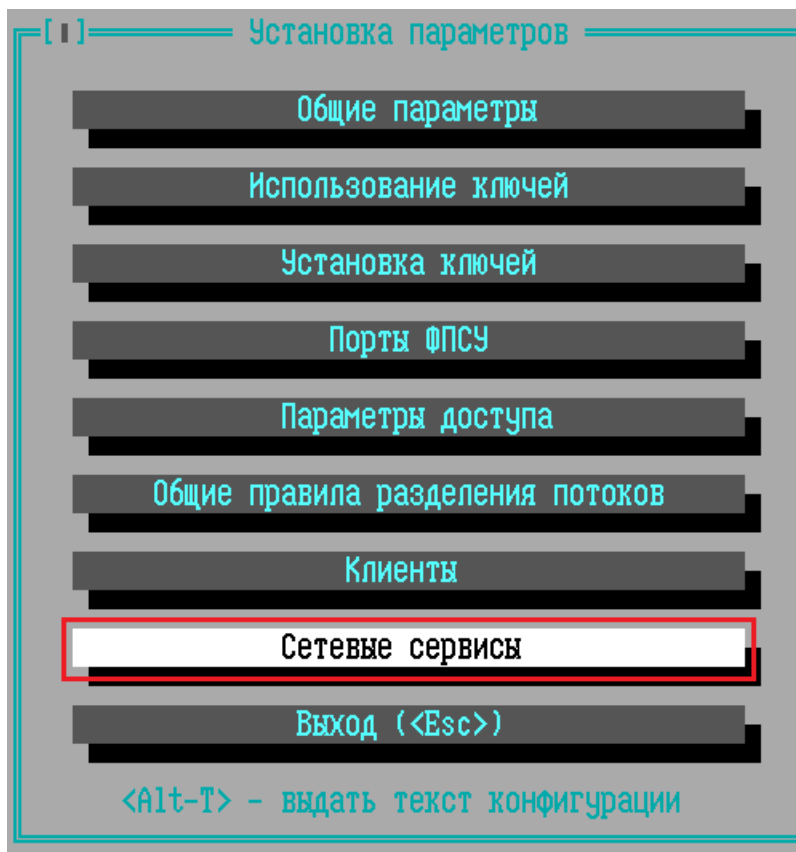 [▮] Установка параметров
Общие параметры
Использование ключей
Установка ключей
Порты ФПСУ
Параметры доступа
Общие правила разделения потоков
Клиенты
Сетевые сервисы
Выход (<Esc>)
<Alt-T> - выдать текст конфигурации